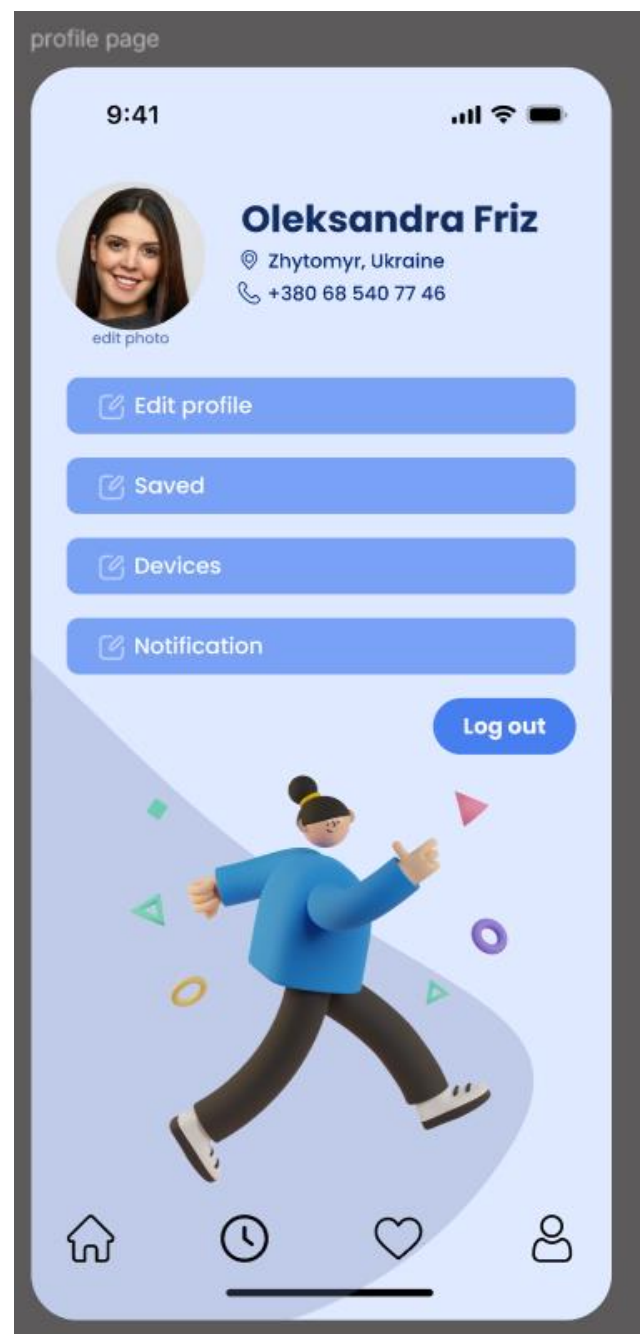 profile page
9:41
Oleksandra Friz
Zhytomyr, Ukraine
+380 68 540 77 46
edit photo
Edit profile
Saved
Devices
Notification
Log out